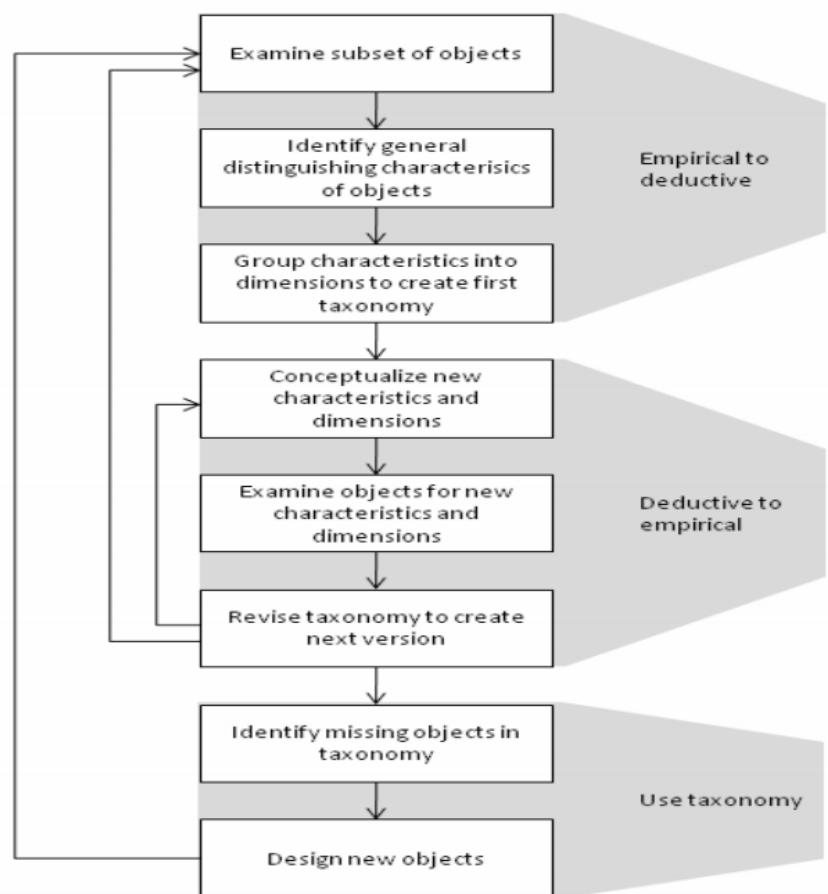 Examine subset of objects
Identify general
distinguishing characterisics
of objects
Empirical to
deductive
Group characteristics into
dimensions to create first
taxonomy
Conceptualize new
characteristics and
dimensions
Examine objects for new
characteristics and
dimensions
Deductive to
empirical
Revise taxonomy to create
next version
Identify missing objects in
taxonomy
Use taxonomy
Design new objects